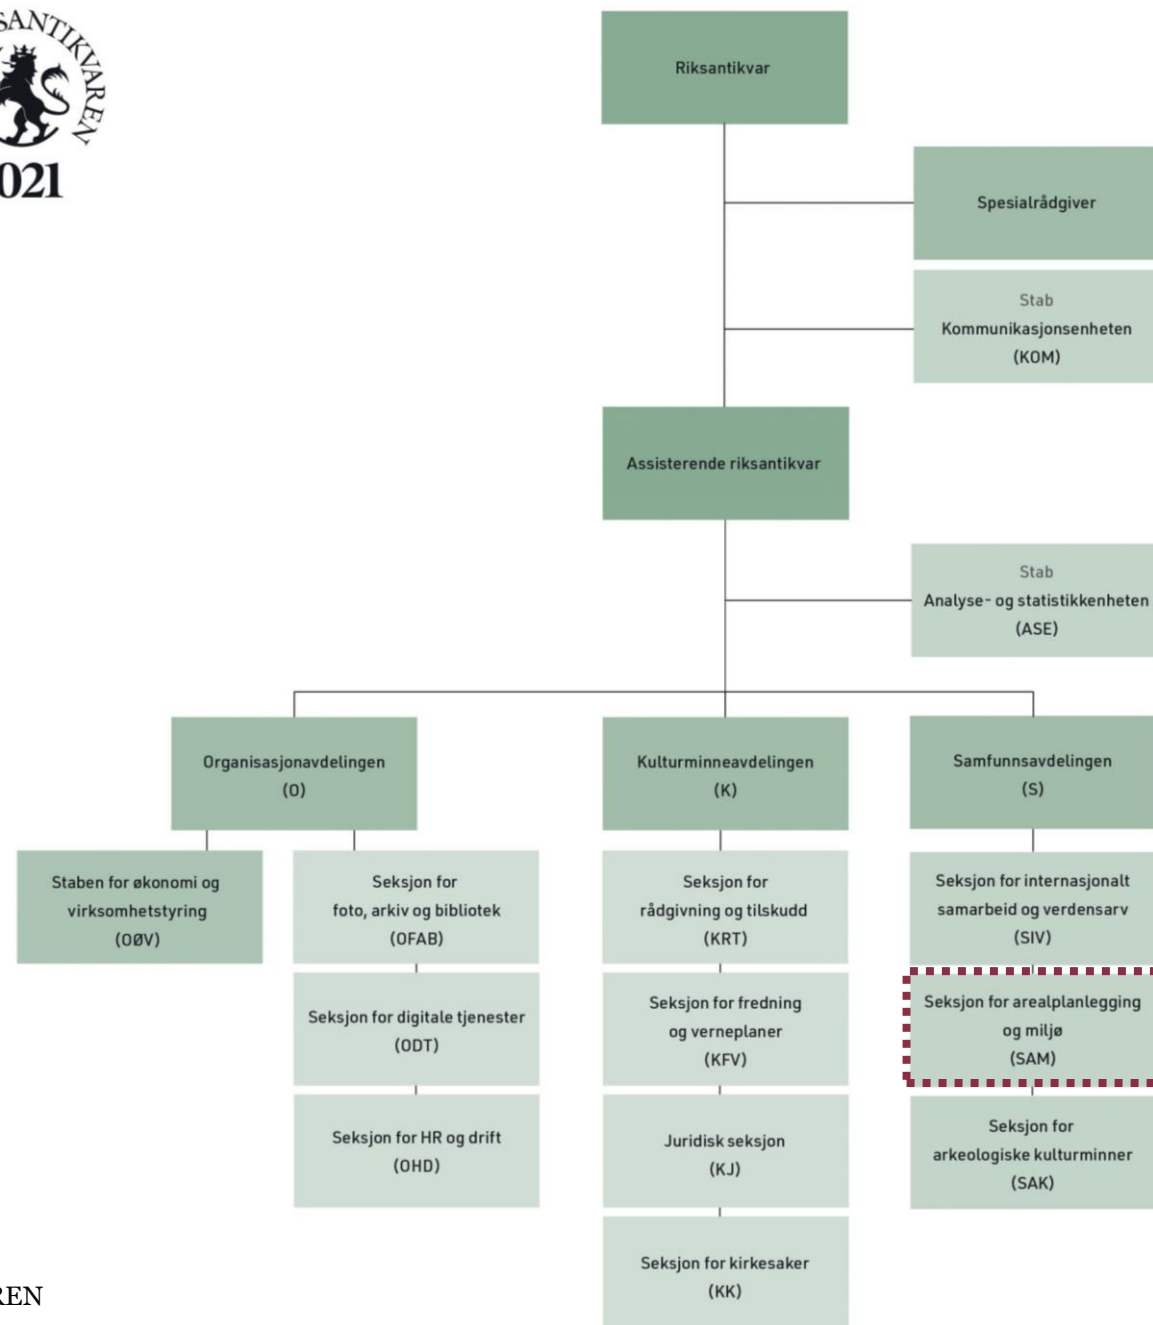 SANTIKVAREN
021
Riksantikvar
Spesialrådgiver
Stab
Kommunikasjonsenheten
(KOM)
Assisterende riksantikvar
Stab
Analyse- og statistikkenheten
(ASE)
Organisasjonavdelingen
(O)
Kulturminneavdelingen
(K)
Samfunnsavdelingen
(S)
Staben for økonomi og
virksomhetstyring
(OØV)
Seksjon for
foto, arkiv og bibliotek
(OFAB)
Seksjon for
rådgivning og tilskudd
(KRT)
Seksjon for internasjonalt
samarbeid og verdensarv
(SIV)
Seksjon for digitale tjenester
(ODT)
Seksjon for fredning
og verneplaner
(KFV)
Seksjon for arealplanlegging
og miljø
(SAM)
Seksjon for HR og drift
(OHD)
Juridisk seksjon
(KJ)
Seksjon for
arkeologiske kulturminner
(SAK)
Seksjon for kirkesaker
(KK)
REN